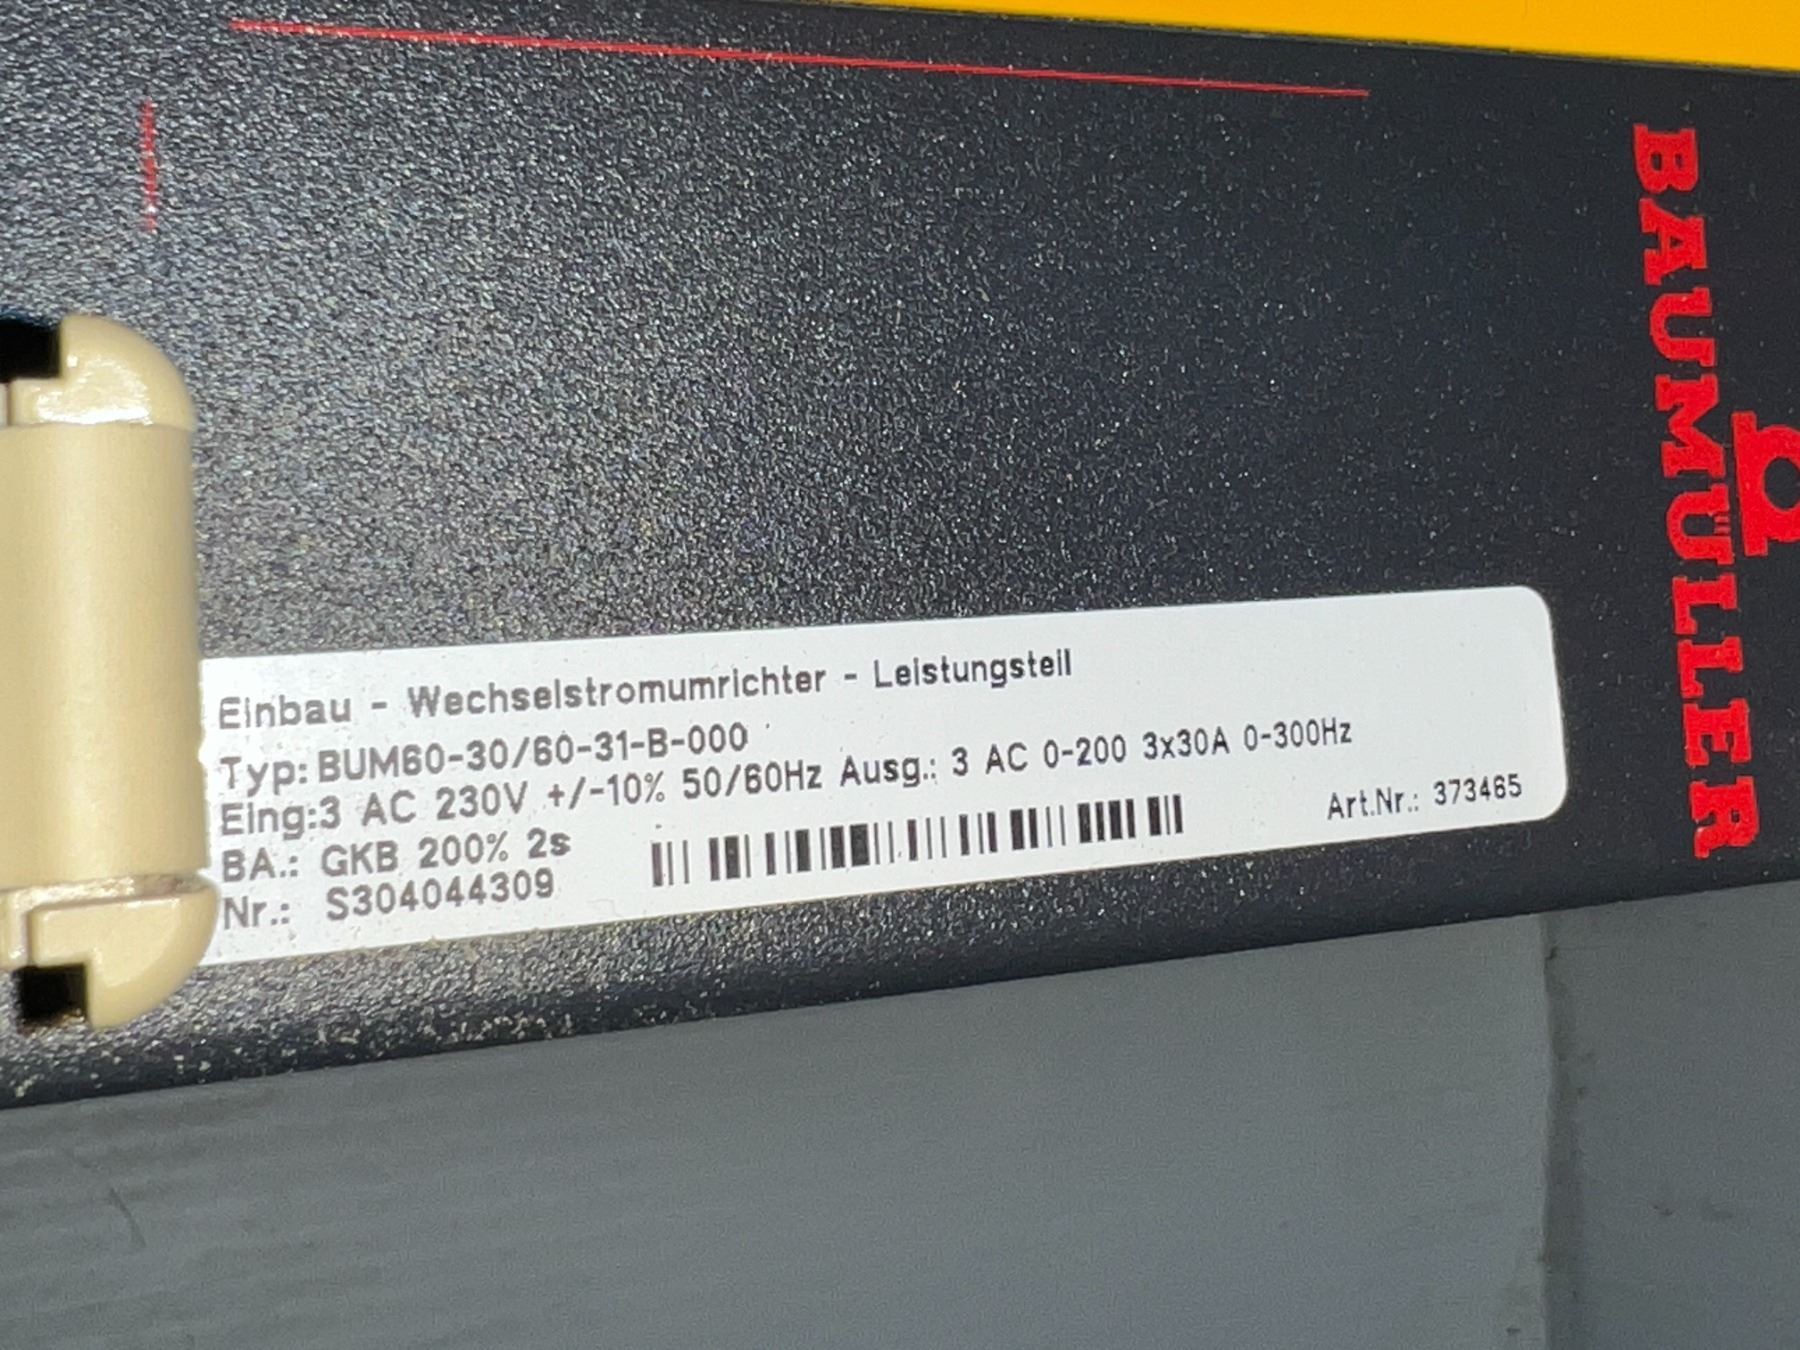 Einbau - Wechselstromumrichter - Leistungsteil
Typ: BUM60-30/60-31-B-000
Eing:3 AC 230V +/-10% 50/60Hz Ausg.: 3 AC 0-200 3x30A 0-300Hz
BA.: GKB 200% 2s
Nr.: S304044309
Art.Nr.: 373465
BAUMÜLLER